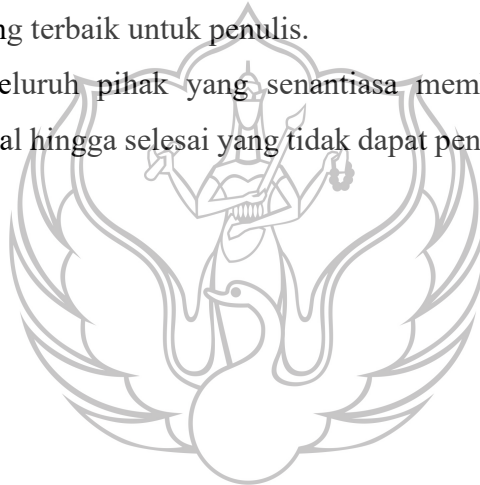 ng terbaik untuk penulis.
eluruh pihak yang senantiasa mem
al hingga selesai yang tidak dapat pen